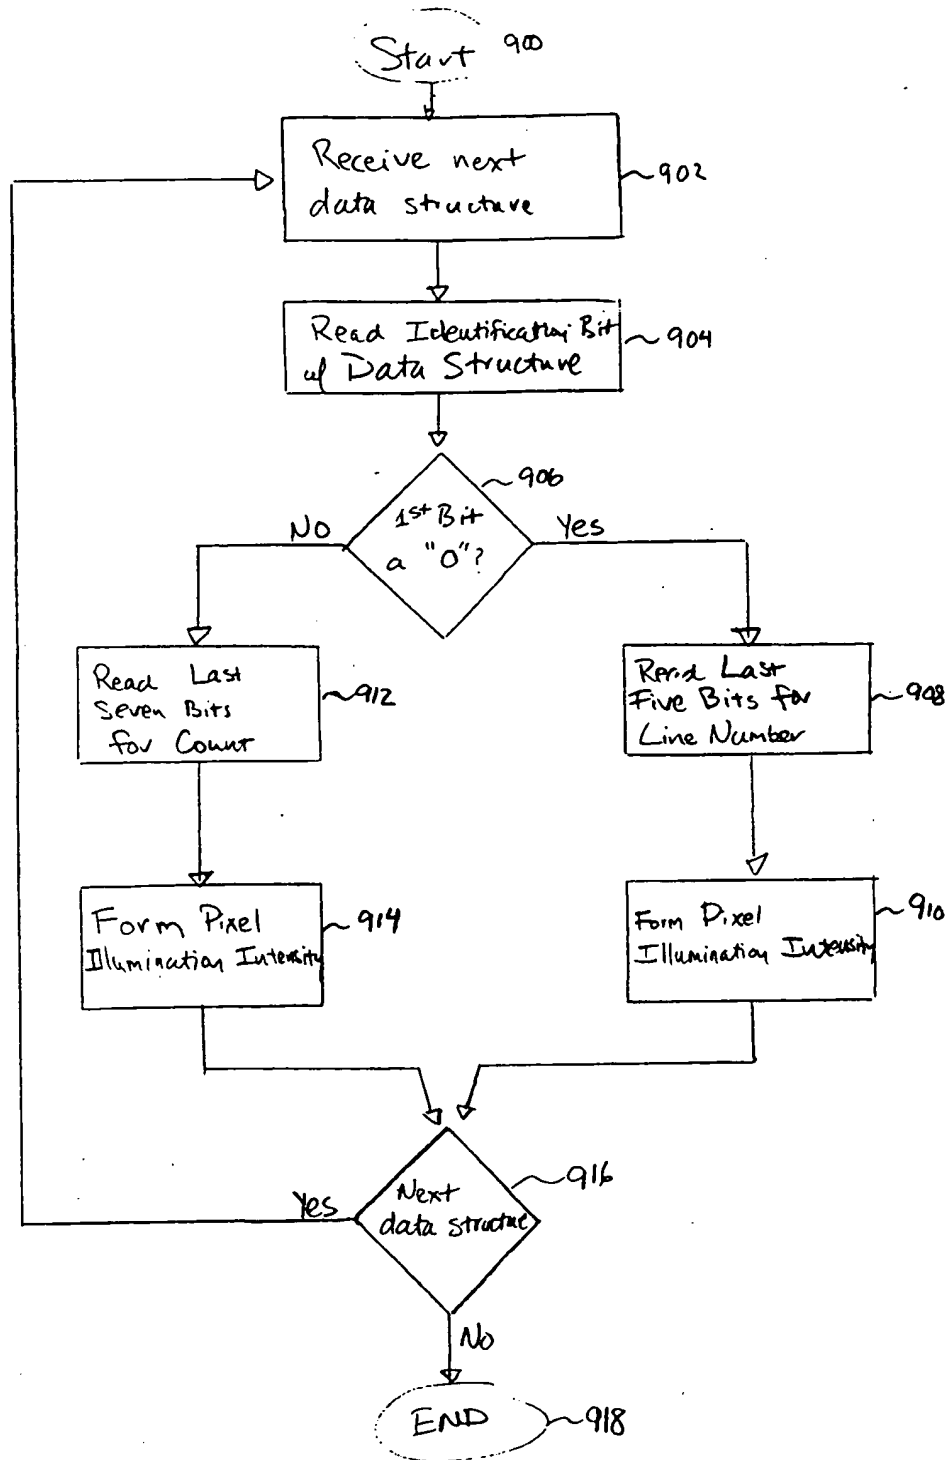 Start 900
Receive next
data structure
902
Read Identification Bit
of Data Structure
904
906
1st Bit
a "0"?
No
Yes
Read Last
Seven Bits
for Count
912
Read Last
Five Bits for
Line Number
908
Form Pixel
Illumination Intensity
914
Form Pixel
Illumination Intensity
910
Next
data structure
916
Yes
No
END
918